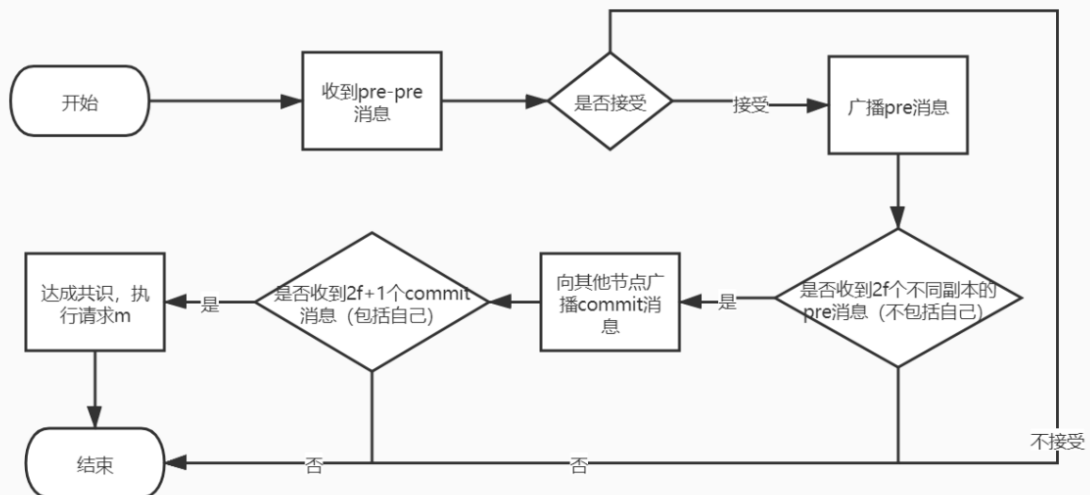 开始
收到pre-pre
消息
是否接受
接受
广播pre消息
是否收到2f个不同副本的
pre消息（不包括自己）
是
向其他节点广
播commit消
息
是否收到2f+1个commit
消息（包括自己）
是
达成共识，执
行请求m
不接受
结束
否
否